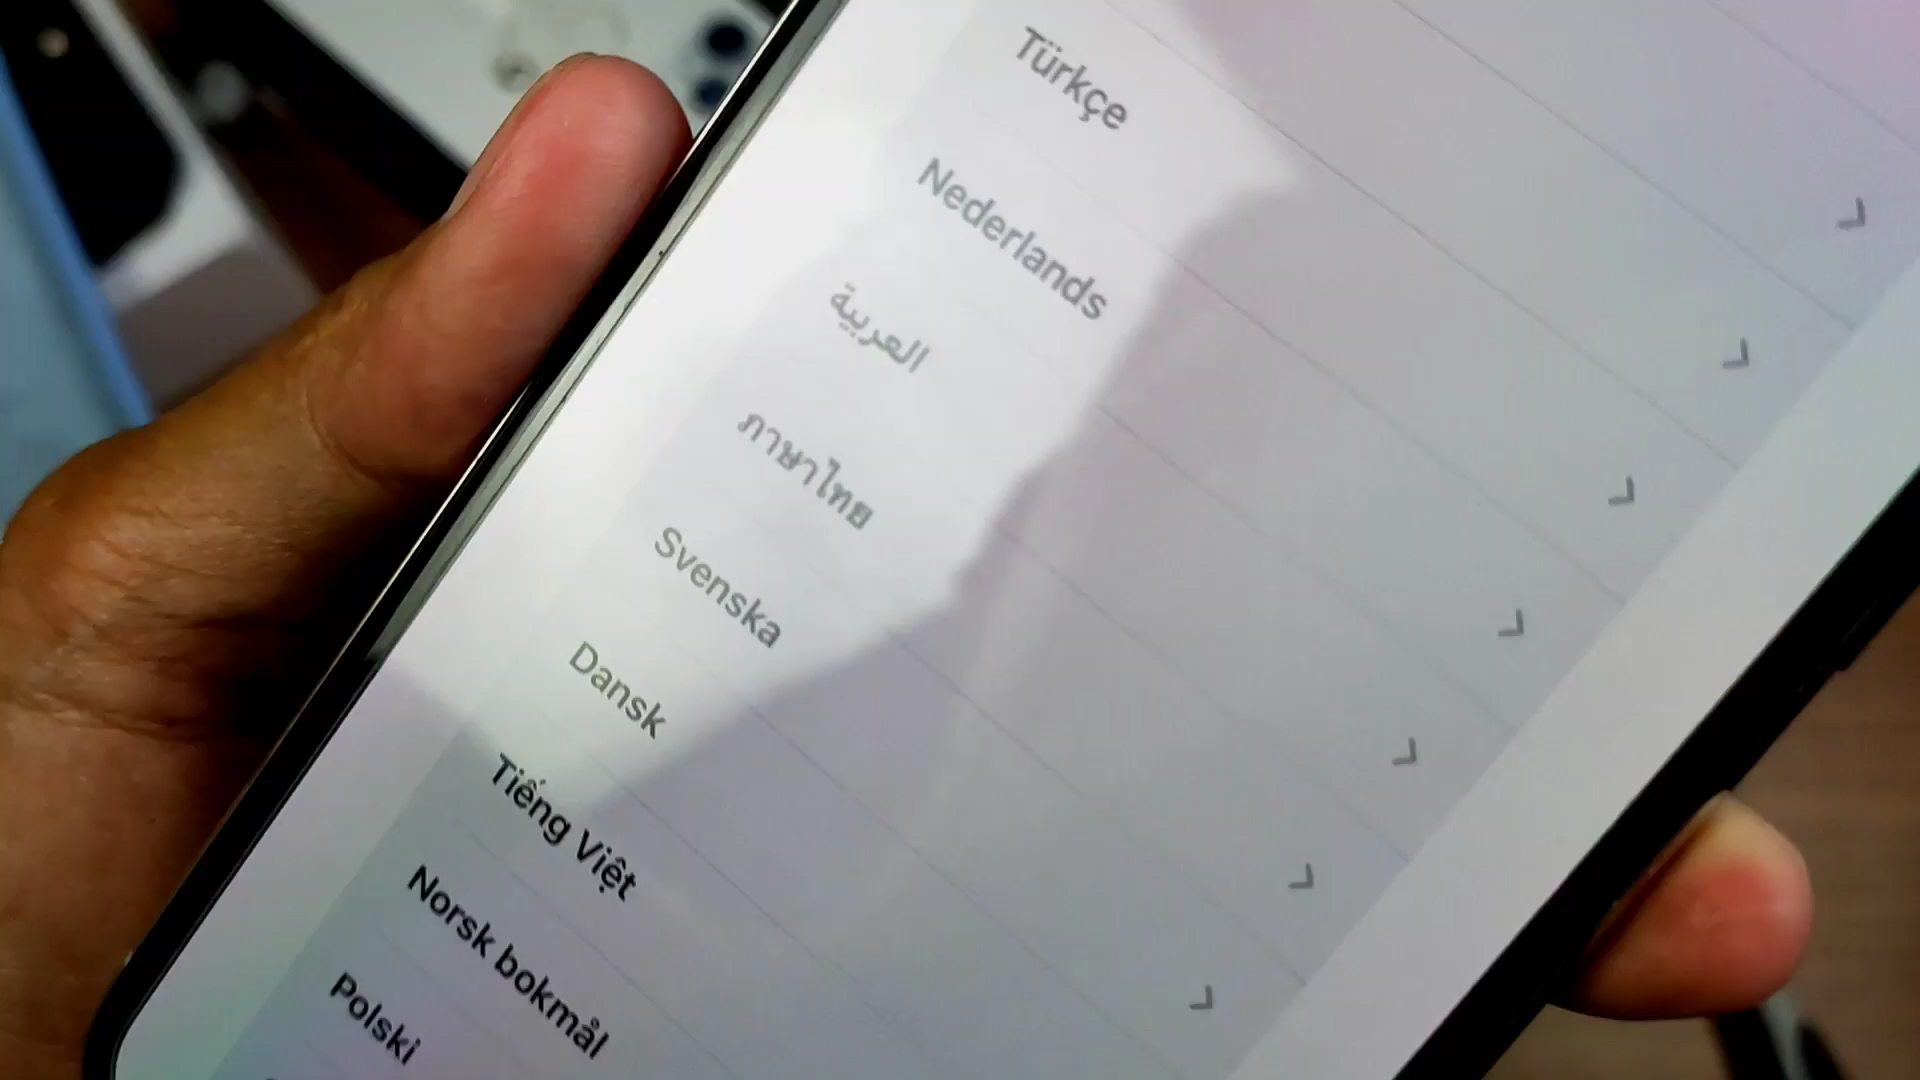 Türkçe
Nederlands
العربية
ภาษาไทย
Svenska
Dansk
Tiếng Việt
Norsk bokmål
Polski